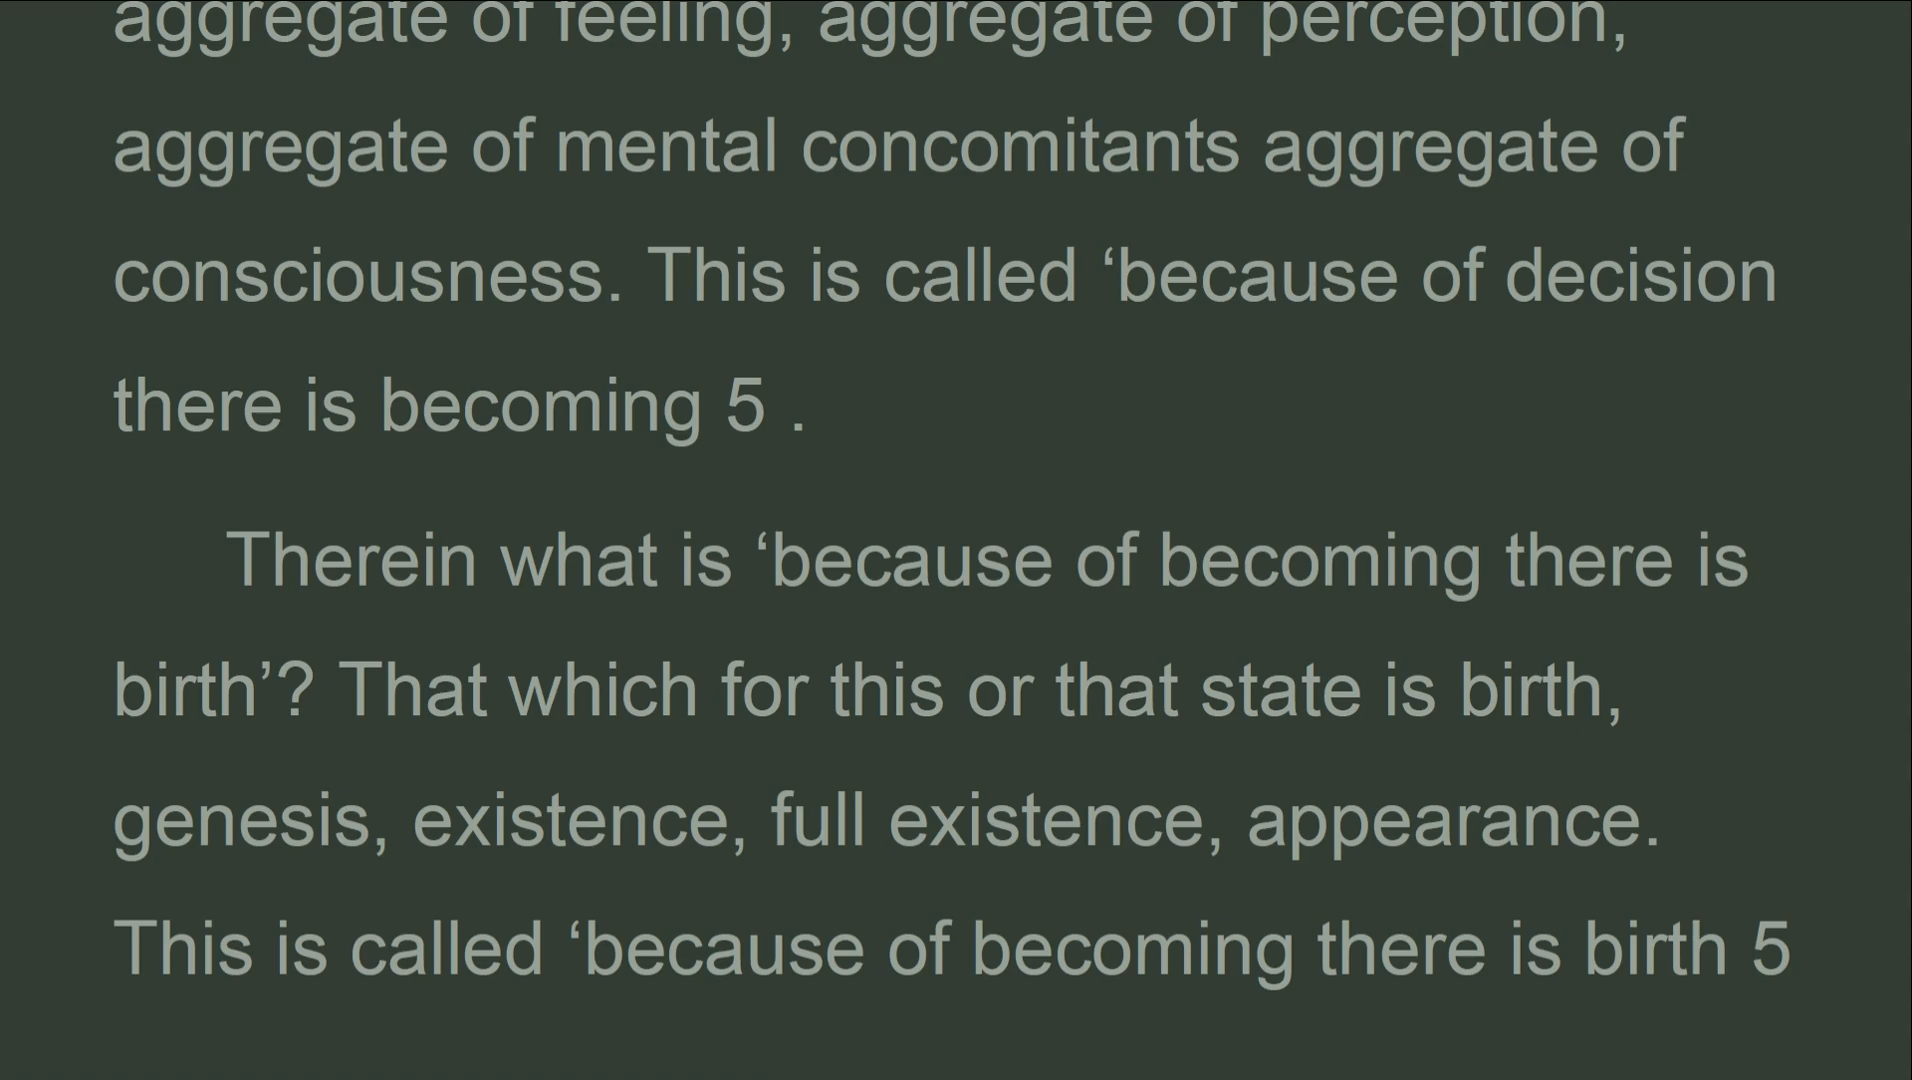 aggregate of feeling, aggregate of perception,
aggregate of mental concomitants aggregate of
consciousness. This is called ‘because of decision
there is becoming 5 .
Therein what is ‘because of becoming there is
birth’? That which for this or that state is birth,
genesis, existence, full existence, appearance.
This is called ‘because of becoming there is birth 5